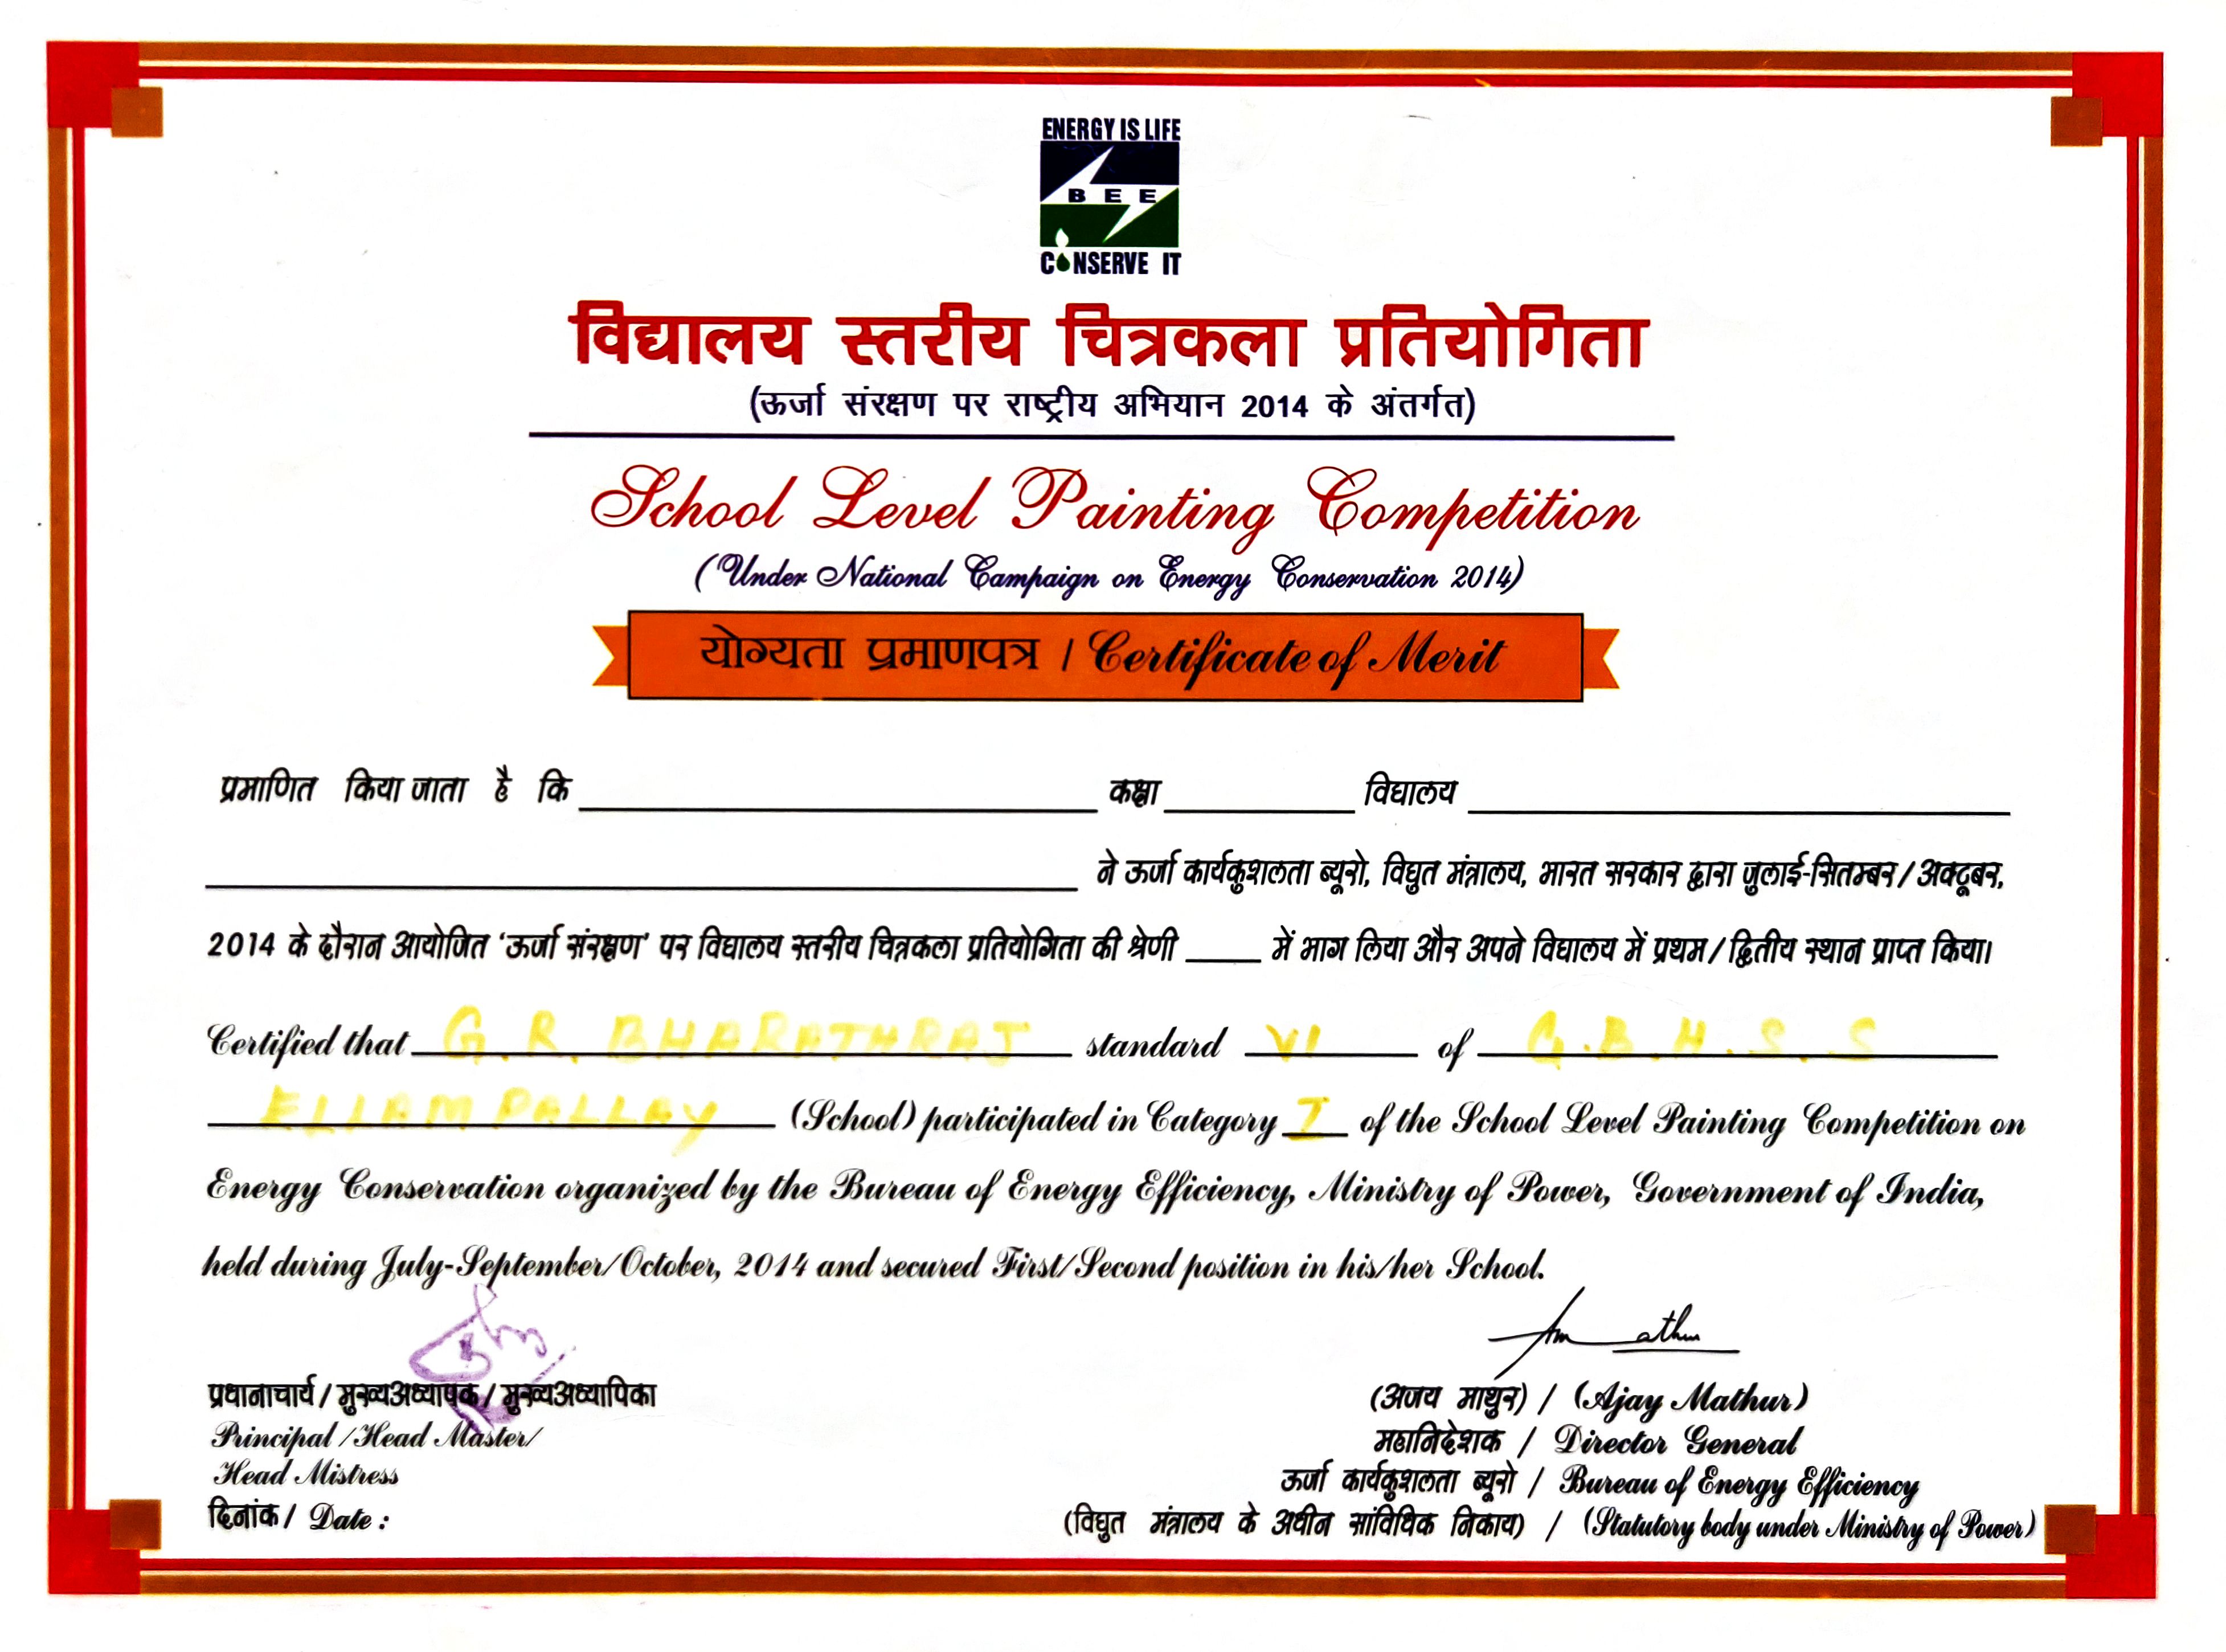 ENERGY IS LIFE
BEE
CONSERVE IT
विद्यालय स्तरीय चित्रकला प्रतियोगिता
(ऊर्जा संरक्षण पर राष्ट्रीय अभियान 2014 के अंतर्गत)
School Level Painting Competition
(Under National Campaign on Energy Conservation 2014)
योग्यता प्रमाणपत्र / Certificate of Merit
प्रमाणित किया जाता है कि ____ कक्षा ____ विद्यालय ____
____ ने ऊर्जा कार्यकुशलता ब्यूरो, विद्युत मंत्रालय, भारत सरकार द्वारा जुलाई-सितम्बर/अक्टूबर,
2014 के दौरान आयोजित 'ऊर्जा संरक्षण' पर विद्यालय स्तरीय चित्रकला प्रतियोगिता की श्रेणी ____ में भाग लिया और अपने विद्यालय में प्रथम/द्वितीय स्थान प्राप्त किया।
Certified that G.R. BHARATHRAJ standard VI of G.B.H.S.S
ELLAMPALLAY (School) participated in Category I of the School Level Painting Competition on
Energy Conservation organized by the Bureau of Energy Efficiency, Ministry of Power, Government of India,
held during July-September/October, 2014 and secured First/Second position in his/her School.
प्रधानाचार्य/मुख्यअध्यापक/मुख्यअध्यापिका
Principal/Head Master/
Head Mistress
दिनांक/ Date :
(अजय माथुर) / (Ajay Mathur)
महानिदेशक / Director General
ऊर्जा कार्यकुशलता ब्यूरो / Bureau of Energy Efficiency
(विद्युत मंत्रालय के अधीन सांविधिक निकाय) / (Statutory body under Ministry of Power)